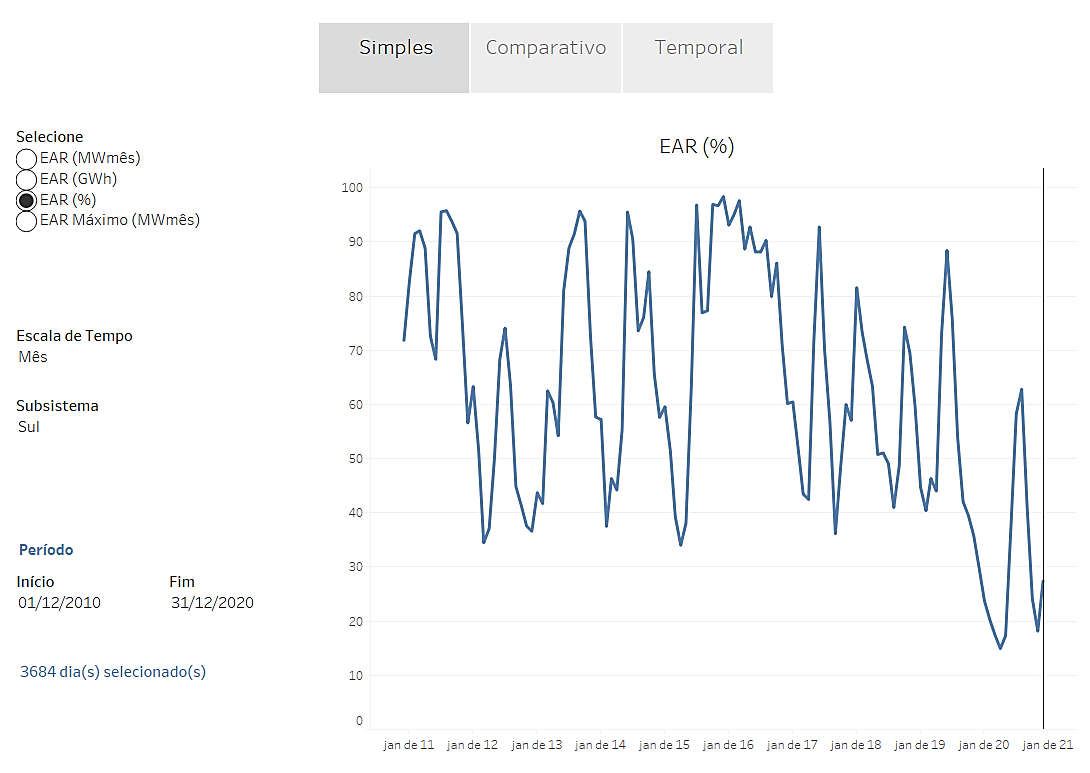 Simples Comparativo Temporal
Selecione
EAR (MWmês)
EAR (GWh)
EAR (%)
EAR Máximo (MWmês)
Escala de Tempo
Mês
Subsistema
Sul
Período
Início Fim
01/12/2010 31/12/2020
3684 dia(s) selecionado(s)
EAR (%)
100
90
80
70
60
50
40
30
20
10
0
jan de 11 jan de 12 jan de 13 jan de 14 jan de 15 jan de 16 jan de 17 jan de 18 jan de 19 jan de 20 jan de 21